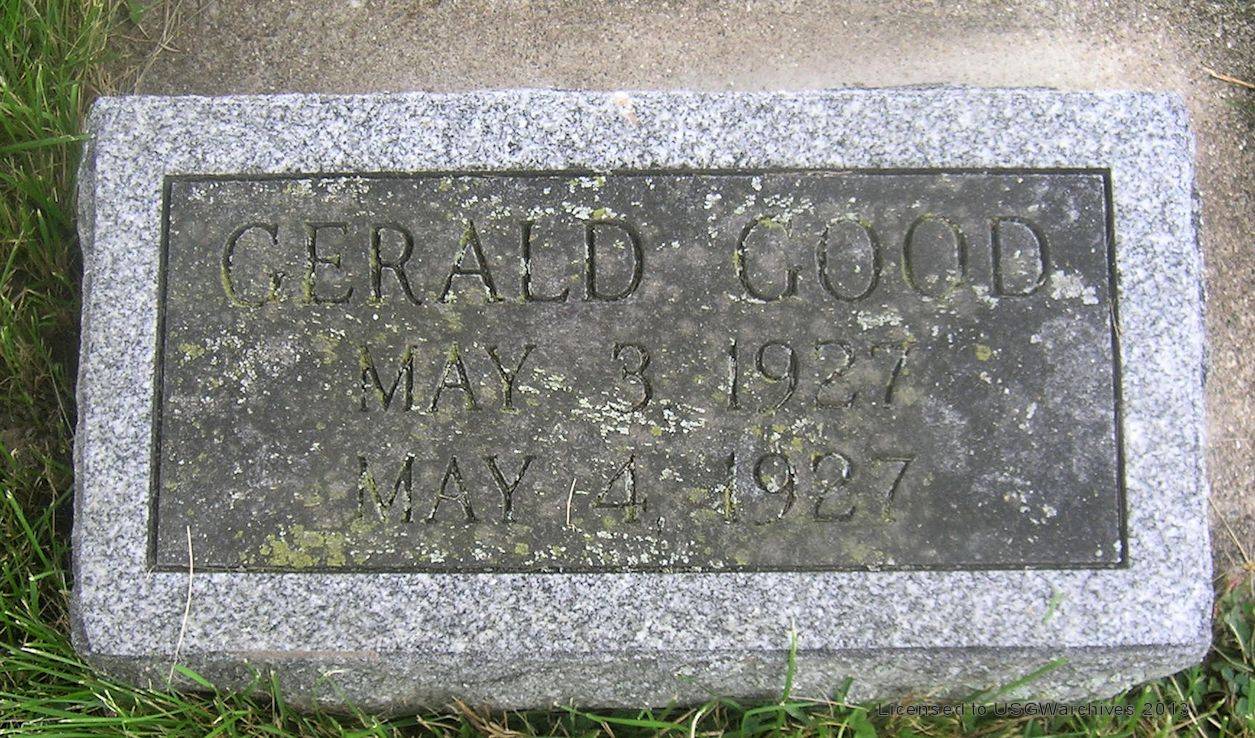 GERALD GOOD
MAY 3 1927
MAY 4, 1927
Licensed to USGWarchives 2013